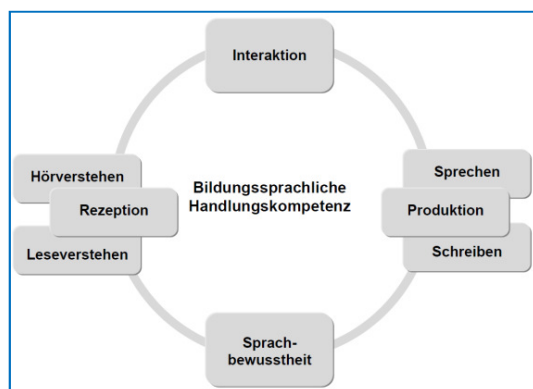 Interaktion
Hörverstehen
Rezeption
Leseverstehen
Bildungssprachliche
Handlungskompetenz
Sprechen
Produktion
Schreiben
Sprach-
bewusstheit